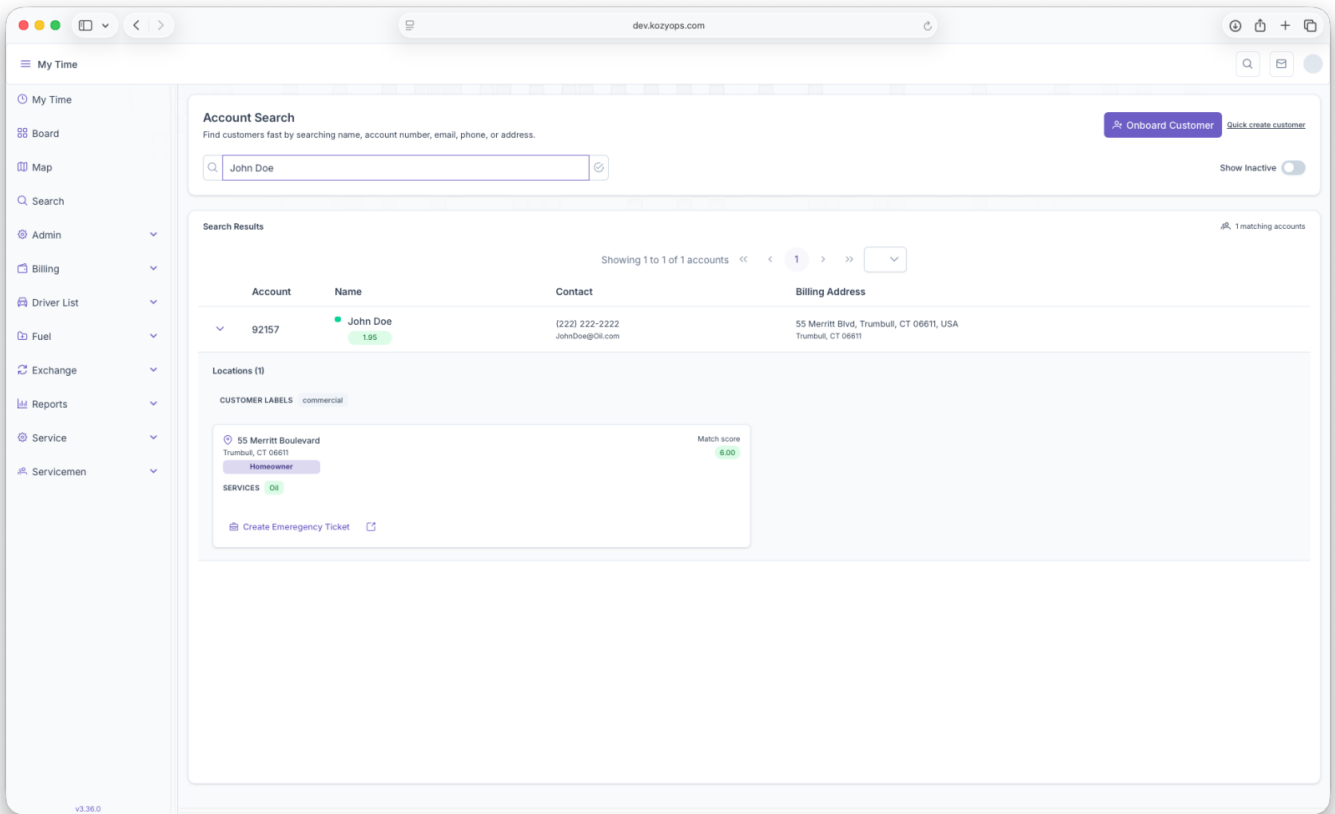 dev.kozyops.com
My Time
My Time
Board
Map
Search
Admin
Billing
Driver List
Fuel
Exchange
Reports
Service
Servicemen
v3.36.0
Account Search
Find customers fast by searching name, account number, email, phone, or address.
Onboard Customer Quick create customer
John Doe
Show Inactive
Search Results
1 matching accounts
Showing 1 to 1 of 1 accounts 1
Account Name Contact Billing Address
92157 John Doe (222) 222-2222 55 Merritt Blvd, Trumbull, CT 06611, USA
1.95 JohnDoe@Oil.com Trumbull, CT 06611
Locations (1)
CUSTOMER LABELS commercial
55 Merritt Boulevard Match score
Trumbull, CT 06611 6.00
Homeowner
SERVICES Oil
Create Emeregency Ticket